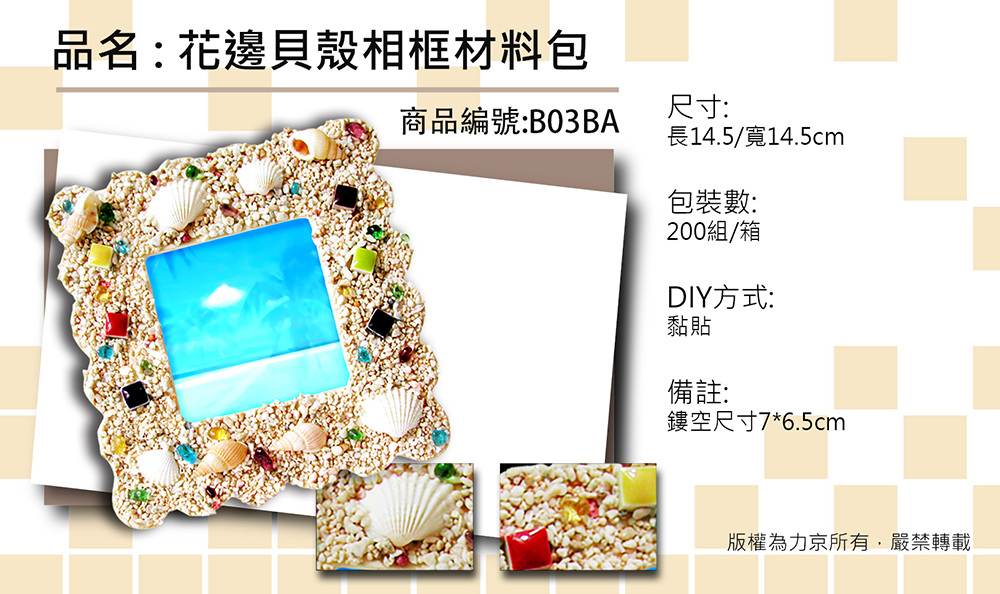 品名 : 花邊貝殼相框材料包
商品編號:B03BA
尺寸:
長14.5/寬14.5cm
包裝數:
200組/箱
DIY方式:
黏貼
備註:
鏤空尺寸7*6.5cm
版權為力京所有，嚴禁轉載